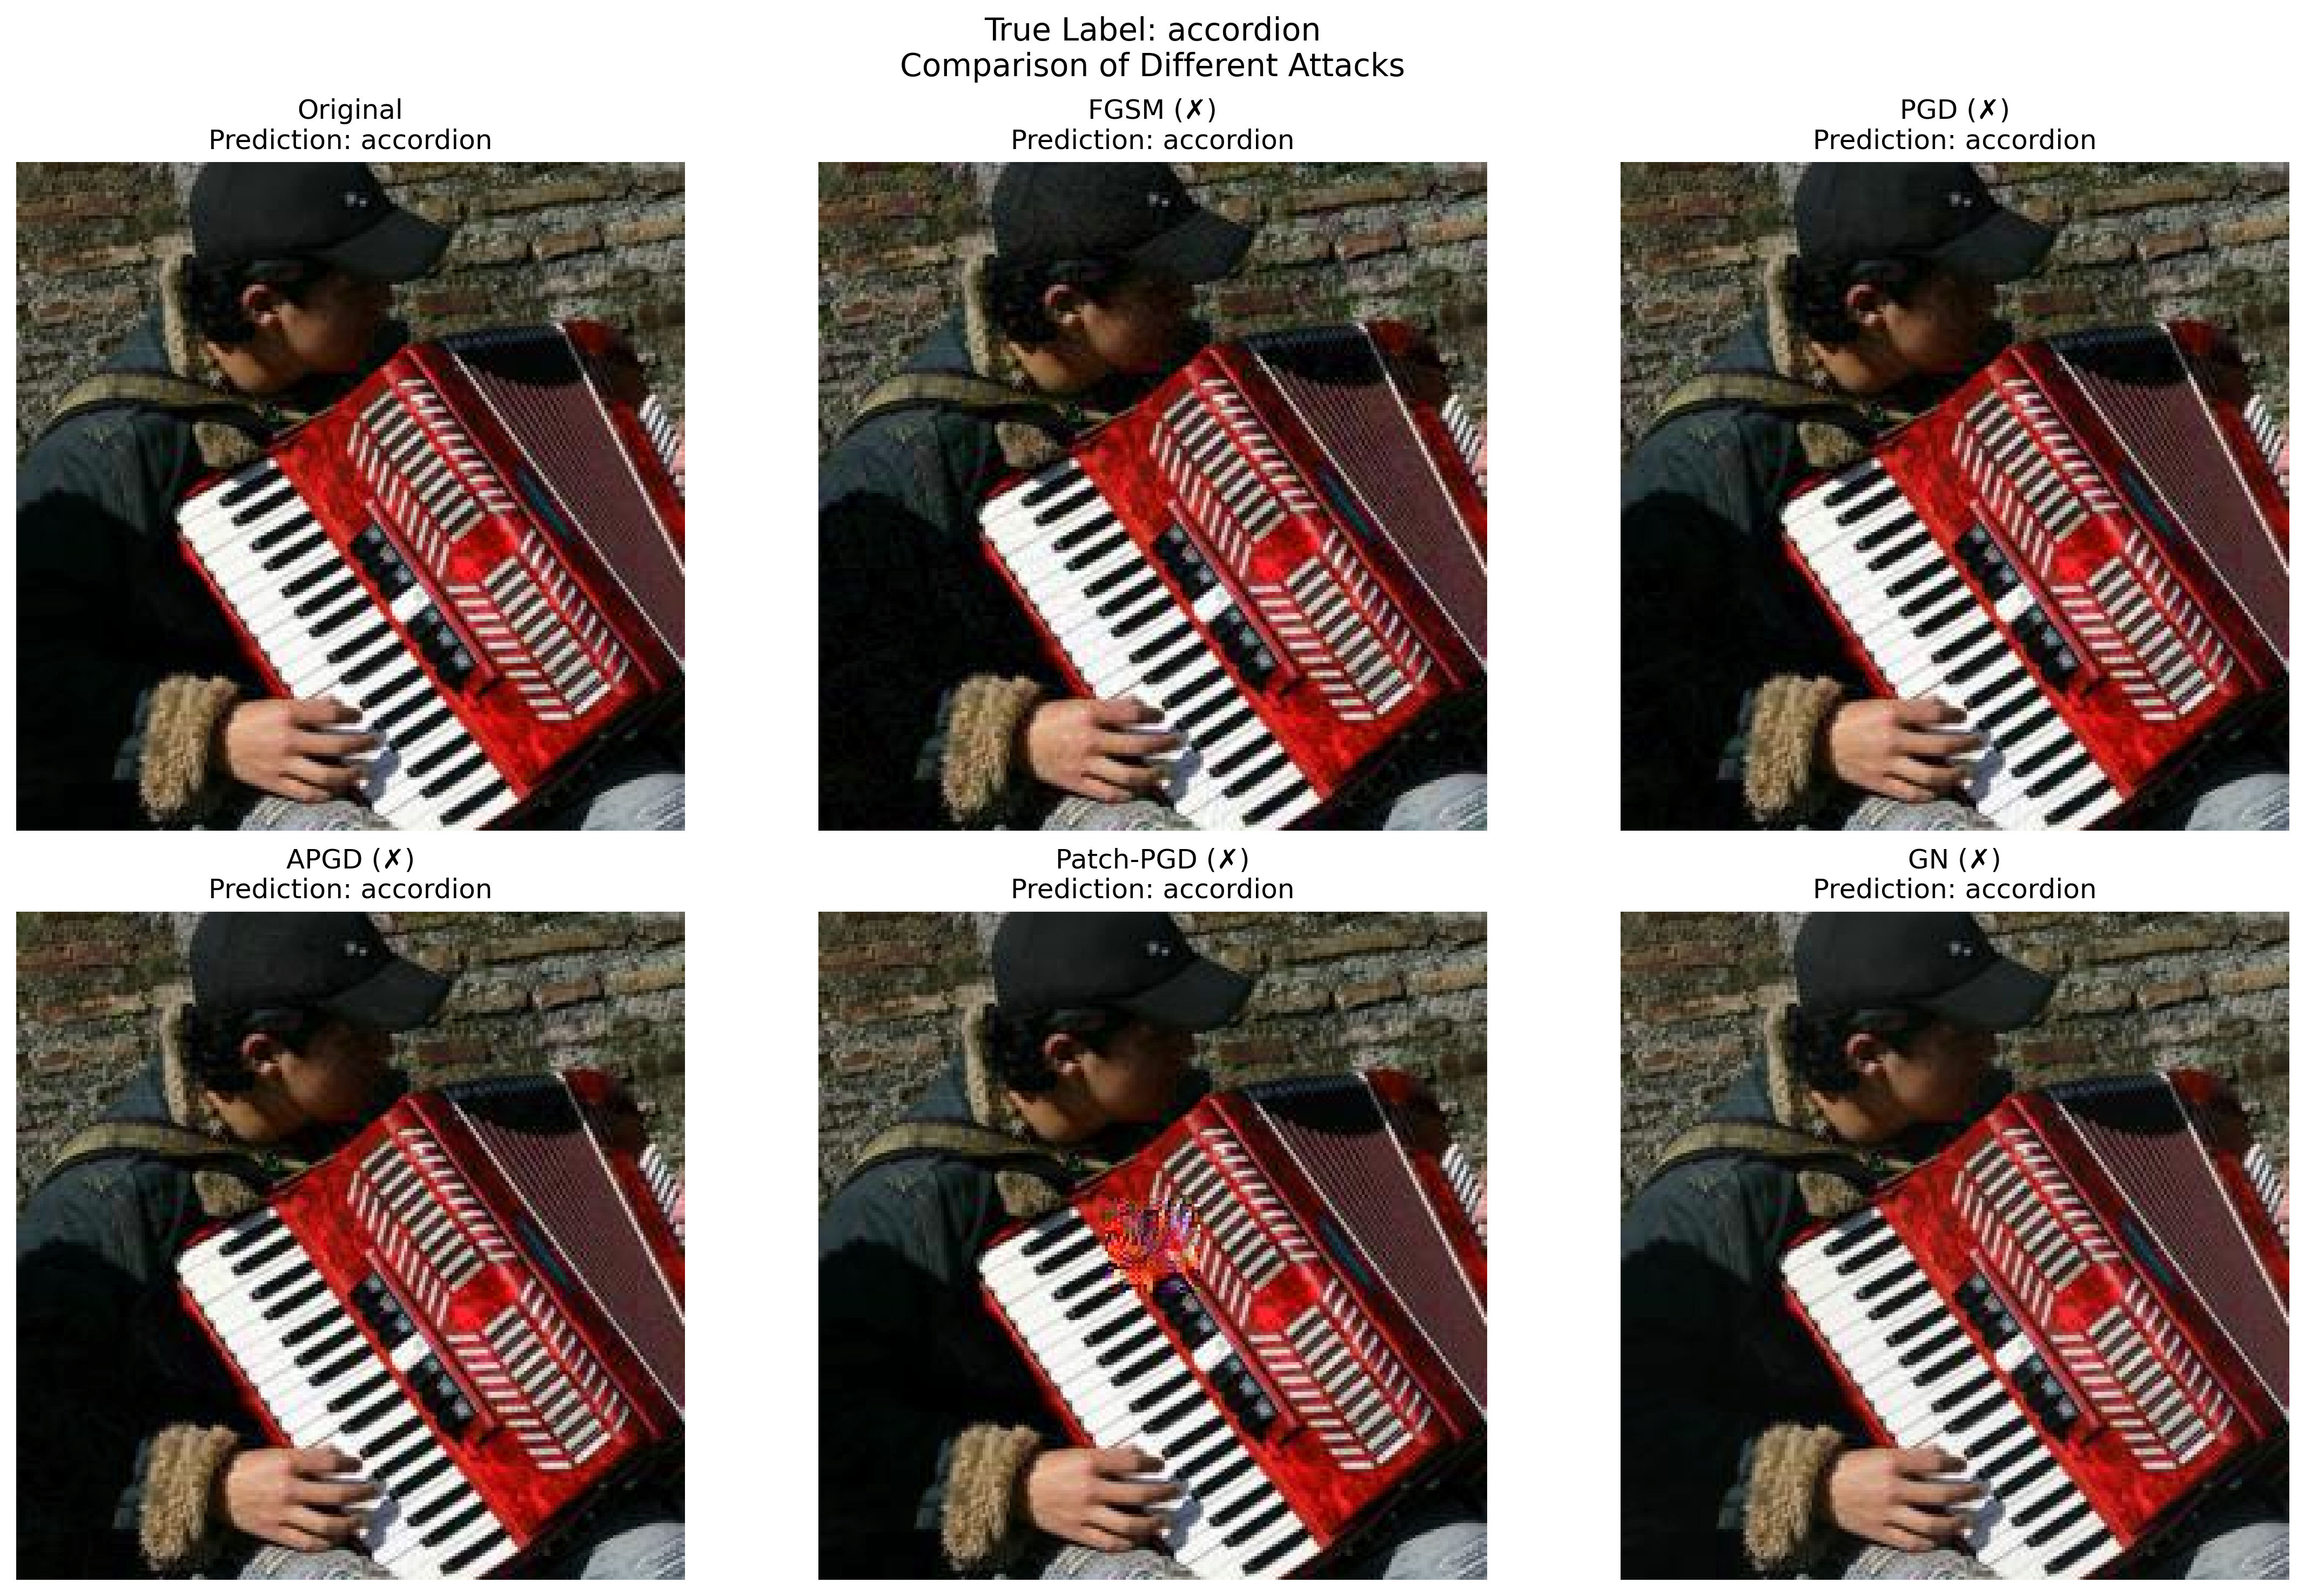 True Label: accordion
Comparison of Different Attacks
Original
Prediction: accordion
FGSM (✗)
Prediction: accordion
PGD (✗)
Prediction: accordion
APGD (✗)
Prediction: accordion
Patch-PGD (✗)
Prediction: accordion
GN (✗)
Prediction: accordion